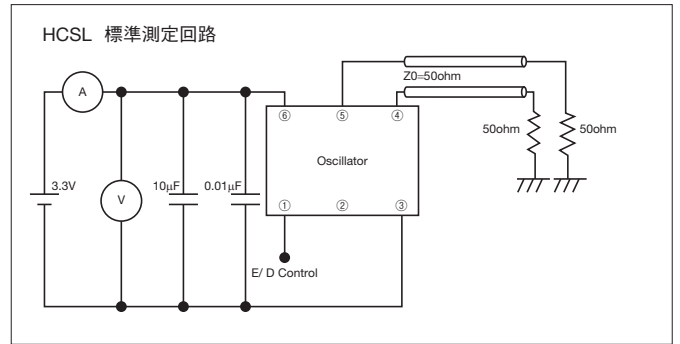 HCSL 標準測定回路
Z0=50ohm
A
⑥ ⑤ ④
50ohm 50ohm
Oscillator
3.3V V 10μF 0.01μF
① ② ③
E/ D Control